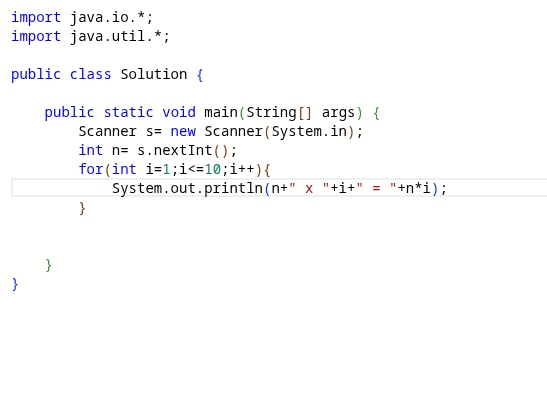 import java.io.*;
import java.util.*;
public class Solution {
public static void main(String[] args) {
Scanner s= new Scanner(System.in);
int n= s.nextInt();
for(int i=1;i<=10;i++){
System.out.println(n+" x "+i+" = "+n*i);
}
}
}